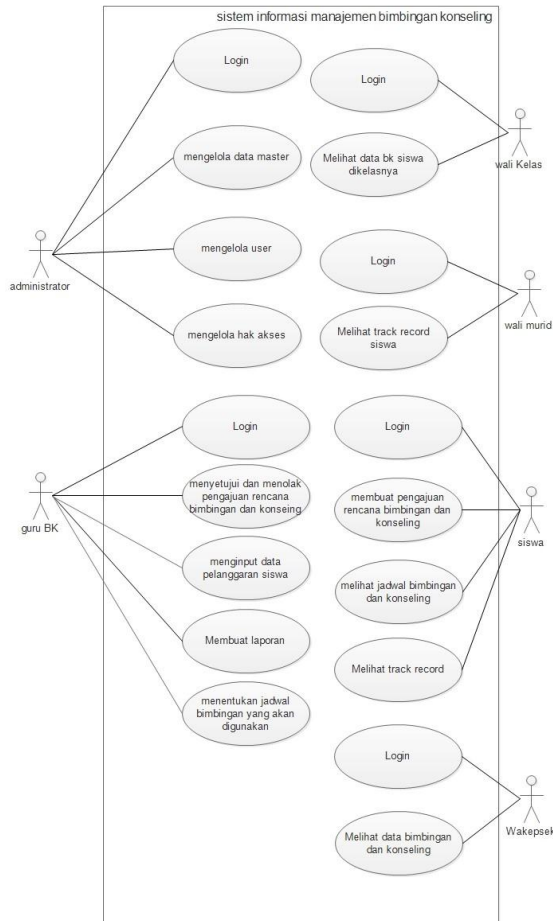 sistem informasi manajemen bimbingan konseling
Login
mengelola data master
mengelola user
mengelola hak akses
administrator
Login
Melihat data bk siswa
dikelasnya
wali Kelas
Login
Melihat track record
siswa
wali murid
Login
menyetujui dan menolak
pengajuan rencana
bimbingan dan konseing
menginput data
pelanggaran siswa
Membuat laporan
menentukan jadwal
bimbingan yang akan
digunakan
guru BK
Login
membuat pengajuan
rencana bimbingan dan
konseling
melihat jadwal bimbingan
dan konseling
Melihat track record
siswa
Login
Melihat data bimbingan
dan konseling
Wakepsek